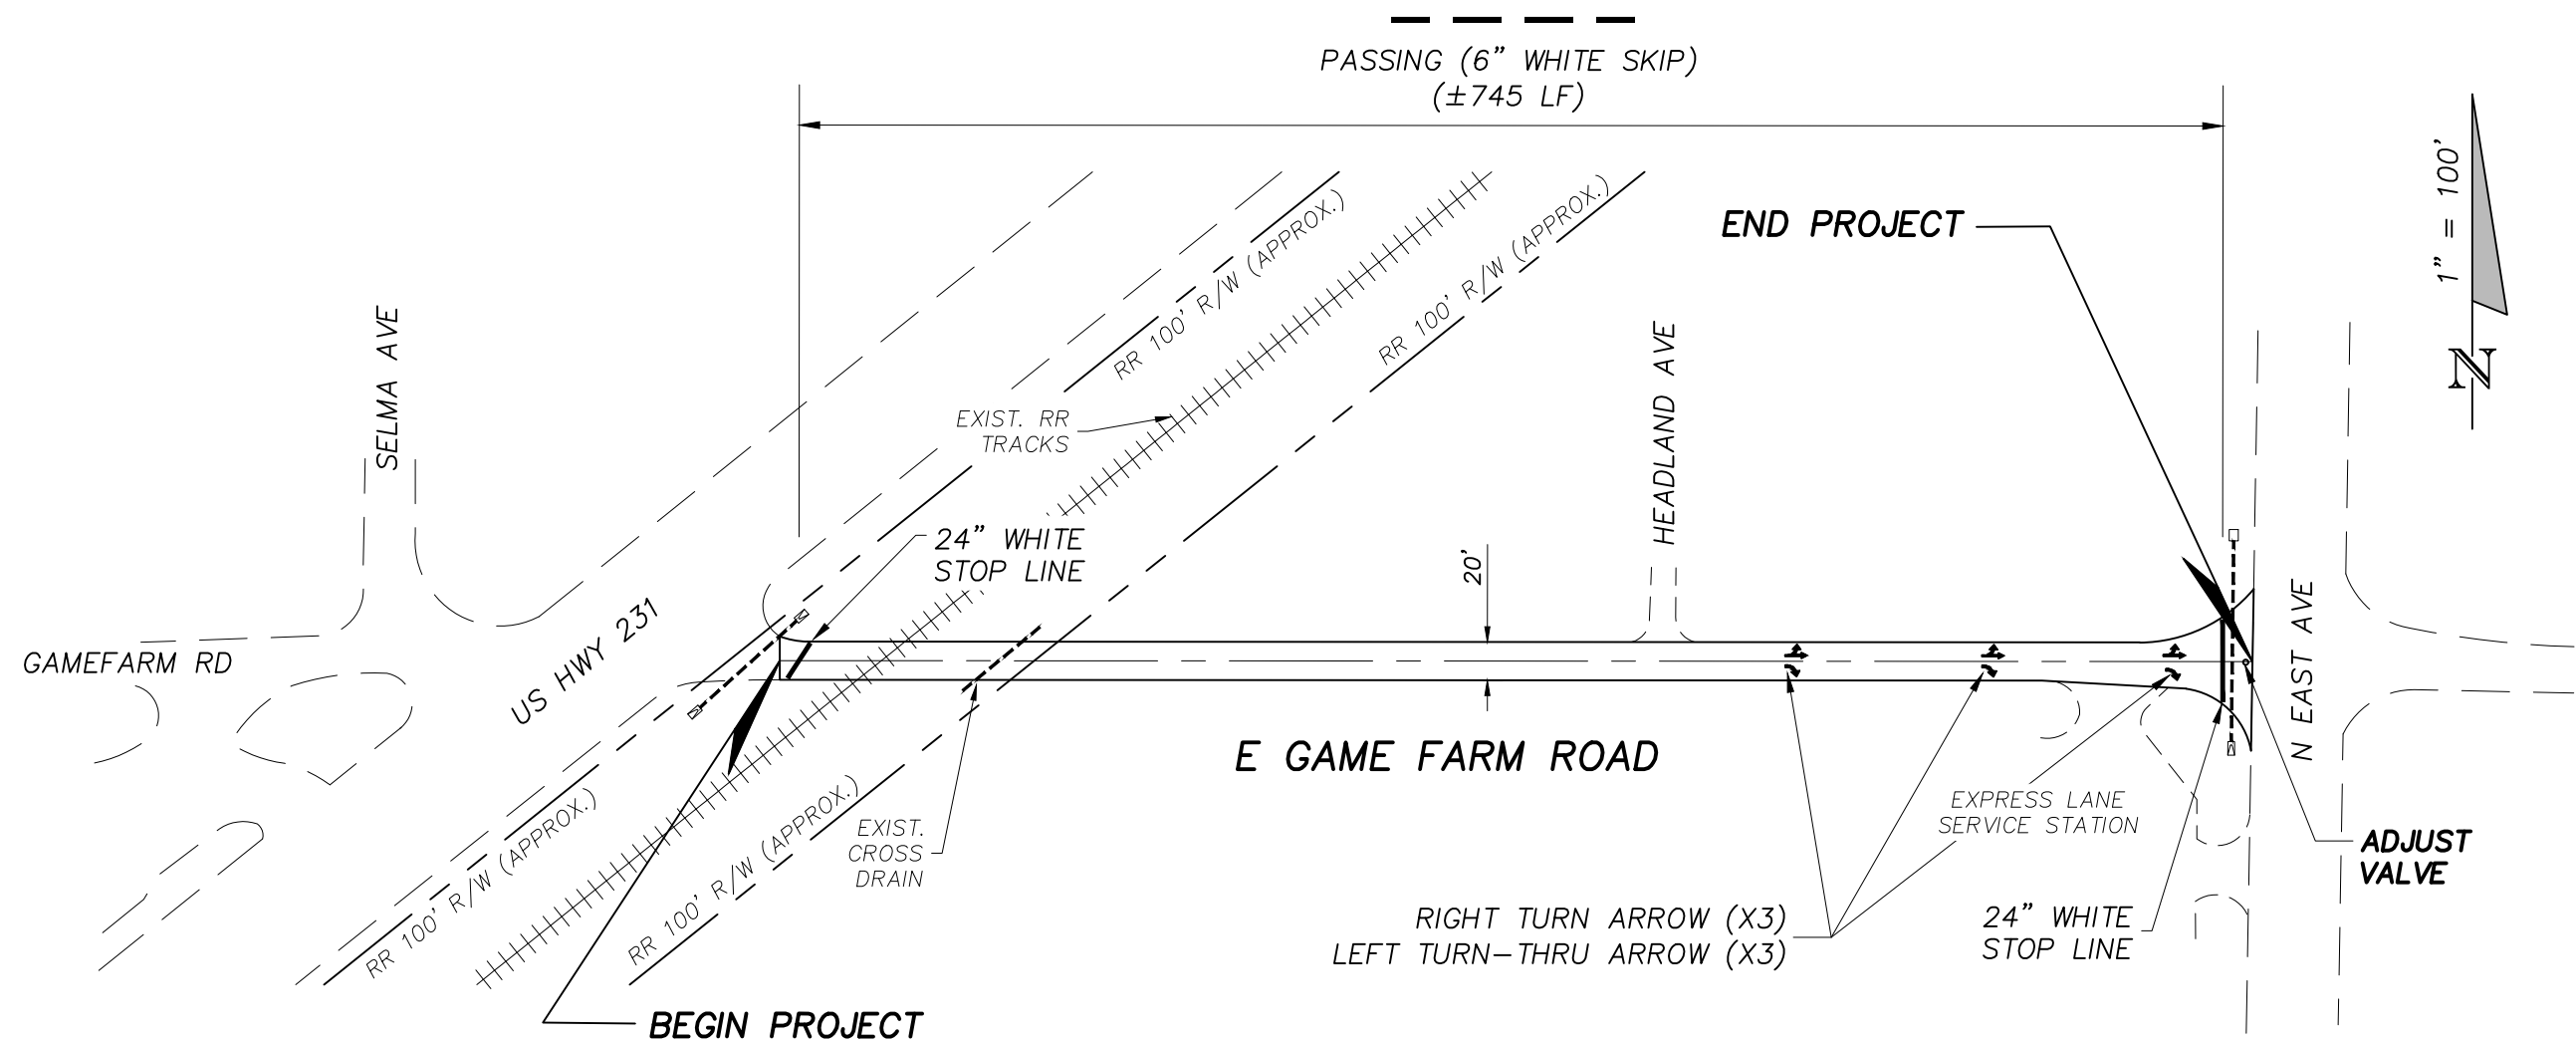 PASSING (6” WHITE SKIP)
(±745 LF)
1” = 100’
N
END PROJECT
RR 100’ R/W (APPROX.)
RR 100’ R/W (APPROX.)
SELMA AVE
HEADLAND AVE
EXIST. RR
TRACKS
24” WHITE
STOP LINE
20’
GAMEFARM RD
US HWY 231
N EAST AVE
E GAME FARM ROAD
RR 100’ R/W (APPROX.)
RR 100’ R/W (APPROX.)
EXIST.
CROSS
DRAIN
EXPRESS LANE
SERVICE STATION
ADJUST
VALVE
RIGHT TURN ARROW (X3)
LEFT TURN-THRU ARROW (X3)
24” WHITE
STOP LINE
BEGIN PROJECT